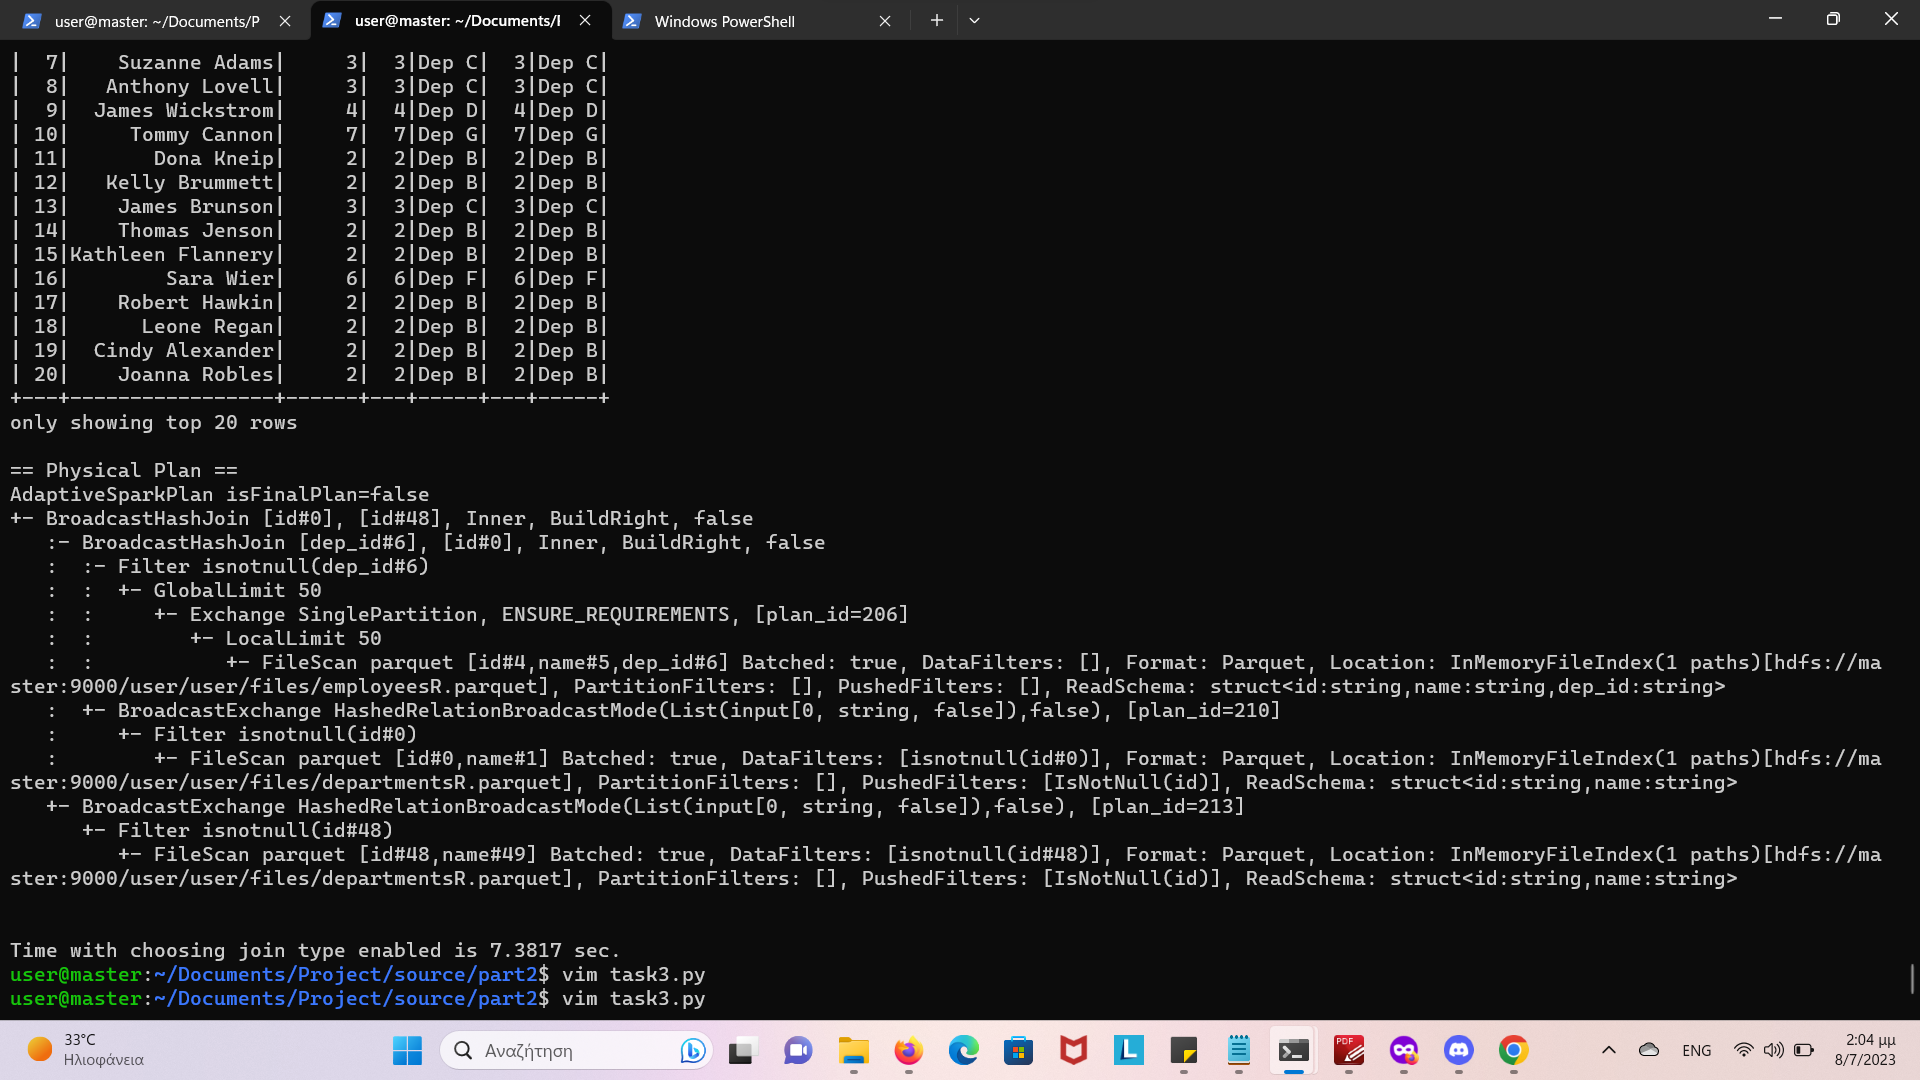 user@master: ~/Documents/P
user@master: ~/Documents/I
Windows PowerShell
|  7|    Suzanne Adams|     3|  3|Dep C|  3|Dep C|
|  8|   Anthony Lovell|     3|  3|Dep C|  3|Dep C|
|  9|  James Wickstrom|     4|  4|Dep D|  4|Dep D|
| 10|     Tommy Cannon|     7|  7|Dep G|  7|Dep G|
| 11|       Dona Kneip|     2|  2|Dep B|  2|Dep B|
| 12|   Kelly Brummett|     2|  2|Dep B|  2|Dep B|
| 13|    James Brunson|     3|  3|Dep C|  3|Dep C|
| 14|    Thomas Jenson|     2|  2|Dep B|  2|Dep B|
| 15|Kathleen Flannery|     2|  2|Dep B|  2|Dep B|
| 16|        Sara Wier|     6|  6|Dep F|  6|Dep F|
| 17|    Robert Hawkin|     2|  2|Dep B|  2|Dep B|
| 18|      Leone Regan|     2|  2|Dep B|  2|Dep B|
| 19|  Cindy Alexander|     2|  2|Dep B|  2|Dep B|
| 20|    Joanna Robles|     2|  2|Dep B|  2|Dep B|
+---+-----------------+------+---+-----+---+-----+
only showing top 20 rows
== Physical Plan ==
AdaptiveSparkPlan isFinalPlan=false
+- BroadcastHashJoin [id#0], [id#48], Inner, BuildRight, false
   :- BroadcastHashJoin [dep_id#6], [id#0], Inner, BuildRight, false
   :  :- Filter isnotnull(dep_id#6)
   :  :  +- GlobalLimit 50
   :  :     +- Exchange SinglePartition, ENSURE_REQUIREMENTS, [plan_id=206]
   :  :        +- LocalLimit 50
   :  :           +- FileScan parquet [id#4,name#5,dep_id#6] Batched: true, DataFilters: [], Format: Parquet, Location: InMemoryFileIndex(1 paths)[hdfs://ma
ster:9000/user/user/files/employeesR.parquet], PartitionFilters: [], PushedFilters: [], ReadSchema: struct<id:string,name:string,dep_id:string>
   :  +- BroadcastExchange HashedRelationBroadcastMode(List(input[0, string, false]),false), [plan_id=210]
   :     +- Filter isnotnull(id#0)
   :        +- FileScan parquet [id#0,name#1] Batched: true, DataFilters: [isnotnull(id#0)], Format: Parquet, Location: InMemoryFileIndex(1 paths)[hdfs://ma
ster:9000/user/user/files/departmentsR.parquet], PartitionFilters: [], PushedFilters: [IsNotNull(id)], ReadSchema: struct<id:string,name:string>
   +- BroadcastExchange HashedRelationBroadcastMode(List(input[0, string, false]),false), [plan_id=213]
      +- Filter isnotnull(id#48)
         +- FileScan parquet [id#48,name#49] Batched: true, DataFilters: [isnotnull(id#48)], Format: Parquet, Location: InMemoryFileIndex(1 paths)[hdfs://ma
ster:9000/user/user/files/departmentsR.parquet], PartitionFilters: [], PushedFilters: [IsNotNull(id)], ReadSchema: struct<id:string,name:string>
Time with choosing join type enabled is 7.3817 sec.
user@master:~/Documents/Project/source/part2$ vim task3.py
user@master:~/Documents/Project/source/part2$ vim task3.py
33°C
Ηλιοφάνεια
Αναζήτηση
L
PDF
ENG
2:04 μμ
8/7/2023